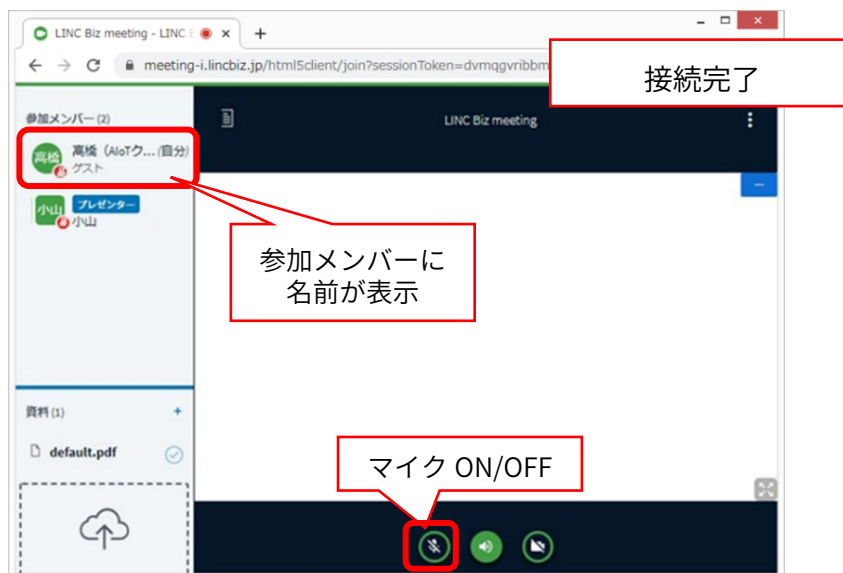 LINC Biz meeting - LINC
meeting-i.lincbiz.jp/html5client/join?sessionToken=dvmqgvribbm
接続完了
参加メンバー (2)
LINC Biz meeting
高橋
高橋（AIoTク... (自分)
ゲスト
小山
プレゼンター
小山
参加メンバーに
名前が表示
資料 (1)
default.pdf
マイク ON/OFF